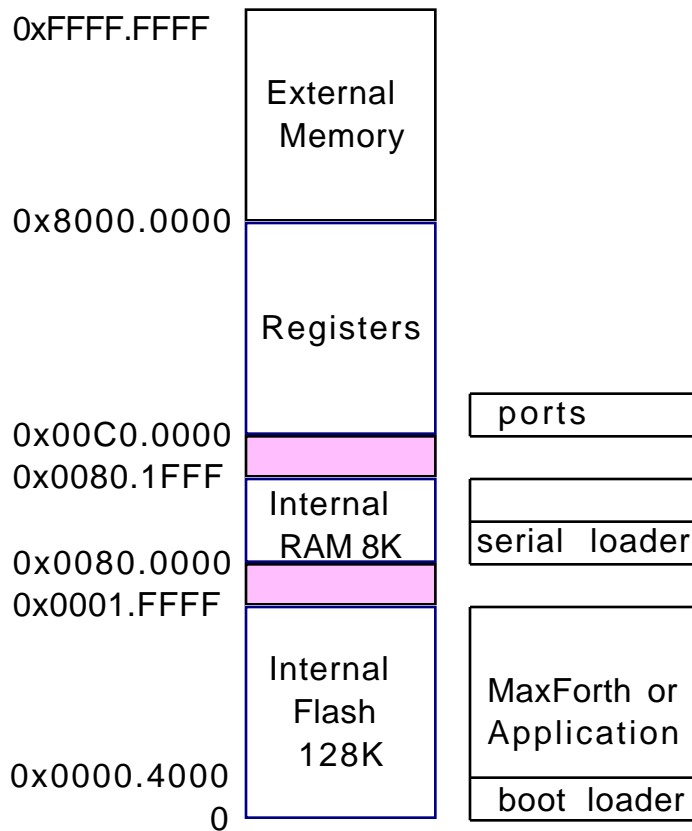 0xFFFF.FFFF
External
Memory
0x8000.0000
Registers
ports
0x00C0.0000
0x0080.1FFF
Internal
RAM 8K
serial loader
0x0080.0000
0x0001.FFFF
Internal
Flash
128K
MaxForth or
Application
0x0000.4000
boot loader
0